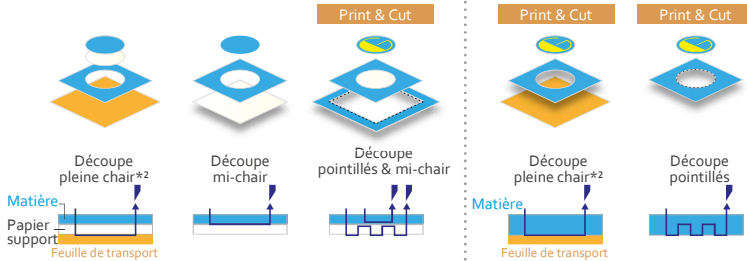 Print & Cut
Print & Cut
Print & Cut
Découpe
pleine chair*²
Découpe
mi-chair
Découpe
pointillés & mi-chair
Découpe
pleine chair*²
Découpe
pointillés
Matière
Papier
support
Feuille de transport
Matière
Feuille de transport